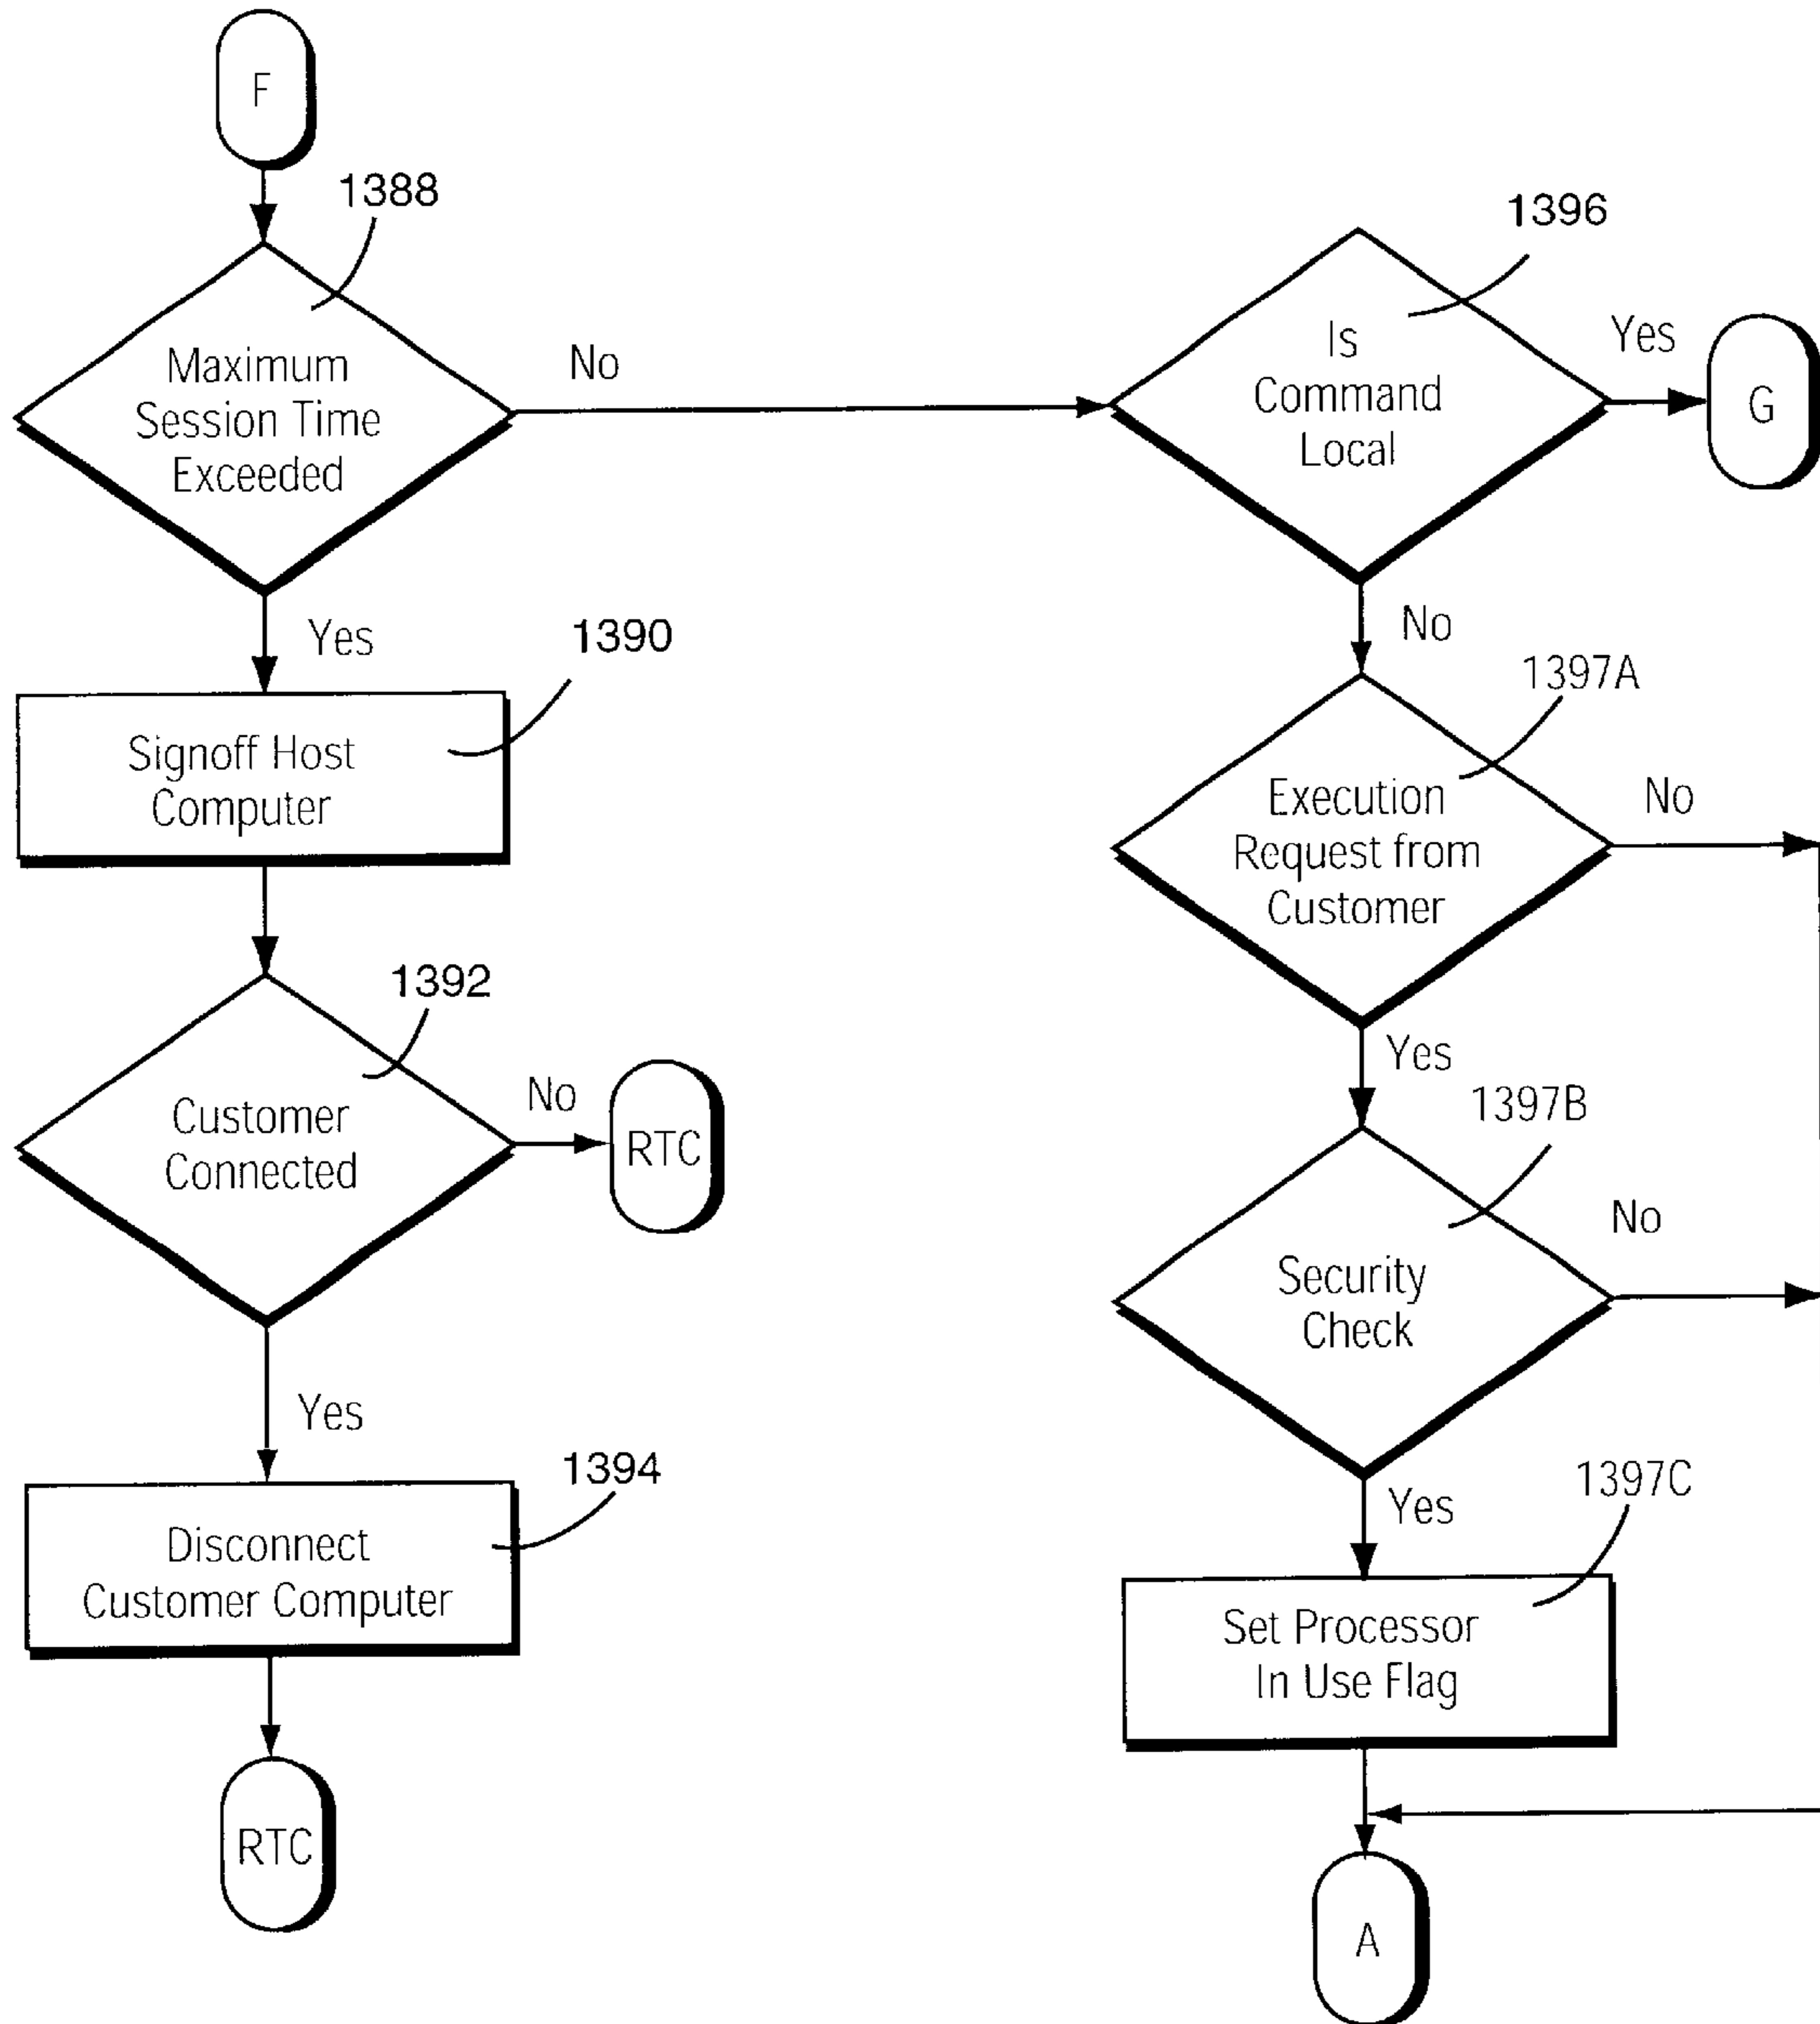 F
1388
Maximum
Session Time
Exceeded
No
Yes
1390
Signoff Host
Computer
1392
Customer
Connected
No
RTC
Yes
1394
Disconnect
Customer Computer
RTC
1396
Is
Command
Local
Yes
G
No
1397A
Execution
Request from
Customer
No
Yes
1397B
Security
Check
No
Yes
1397C
Set Processor
In Use Flag
A